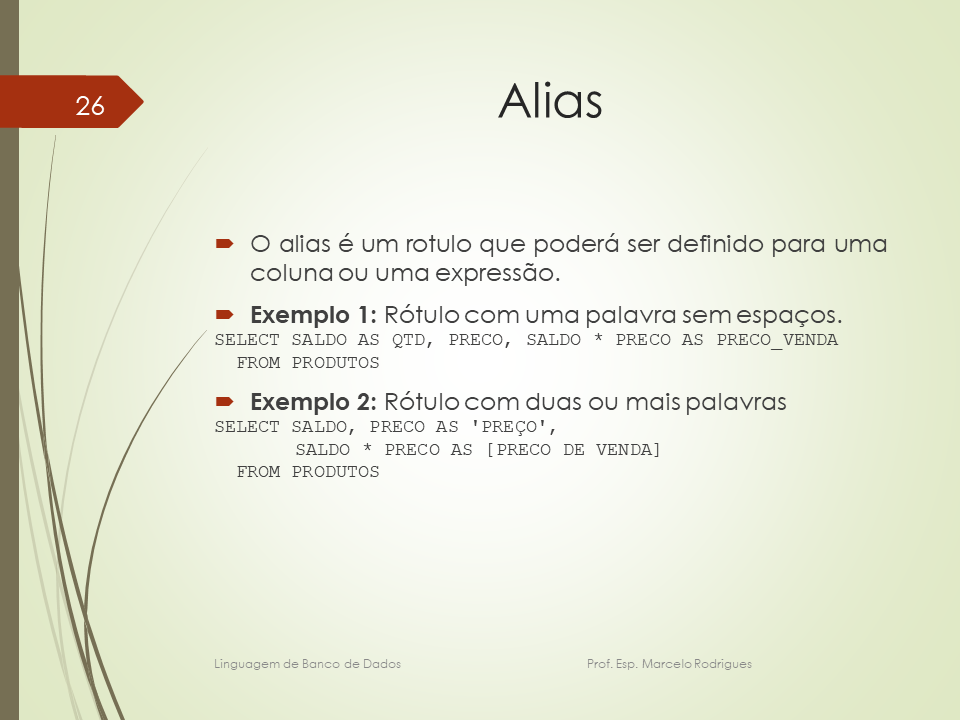 26
Alias
O alias é um rotulo que poderá ser definido para uma
coluna ou uma expressão.
Exemplo 1: Rótulo com uma palavra sem espaços.
SELECT SALDO AS QTD, PRECO, SALDO * PRECO AS PRECO_VENDA
FROM PRODUTOS
Exemplo 2: Rótulo com duas ou mais palavras
SELECT SALDO, PRECO AS 'PREÇO',
SALDO * PRECO AS [PRECO DE VENDA]
FROM PRODUTOS
Linguagem de Banco de Dados Prof. Esp. Marcelo Rodrigues